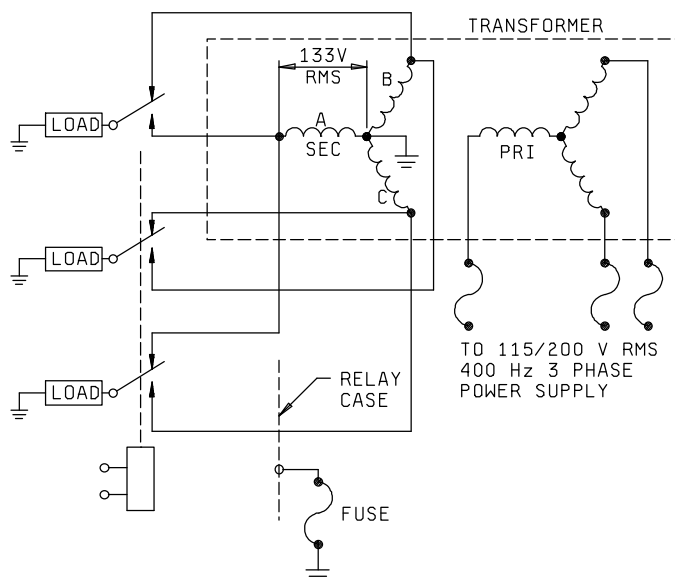 TRANSFORMER
133V
RMS
B
LOAD
A
SEC
PRI
C
LOAD
TO 115/200 V RMS
400 Hz 3 PHASE
POWER SUPPLY
RELAY
CASE
LOAD
FUSE